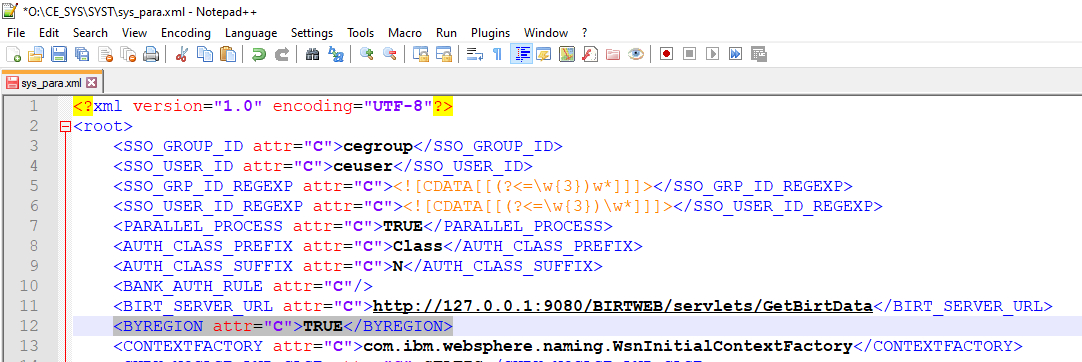 *O:\CE_SYS\SYST\sys_para.xml - Notepad++
File Edit Search View Encoding Language Settings Tools Macro Run Plugins Window ?
sys_para.xml
1 <?xml version="1.0" encoding="UTF-8"?>
2 <root>
3 <SSO_GROUP_ID attr="C">cegroup</SSO_GROUP_ID>
4 <SSO_USER_ID attr="C">ceuser</SSO_USER_ID>
5 <SSO_GRP_ID_REGEXP attr="C"><![CDATA[[(?<=\w{3})w*]]]></SSO_GRP_ID_REGEXP>
6 <SSO_USER_ID_REGEXP attr="C"><![CDATA[[(?<=\w{3})\w*]]]></SSO_USER_ID_REGEXP>
7 <PARALLEL_PROCESS attr="C">TRUE</PARALLEL_PROCESS>
8 <AUTH_CLASS_PREFIX attr="C">Class</AUTH_CLASS_PREFIX>
9 <AUTH_CLASS_SUFFIX attr="C">N</AUTH_CLASS_SUFFIX>
10 <BANK_AUTH_RULE attr="C"/>
11 <BIRT_SERVER_URL attr="C">http://127.0.0.1:9080/BIRTWEB/servlets/GetBirtData</BIRT_SERVER_URL>
12 <BYREGION attr="C">TRUE</BYREGION>
13 <CONTEXTFACTORY attr="C">com.ibm.websphere.naming.WsnInitialContextFactory</CONTEXTFACTORY>